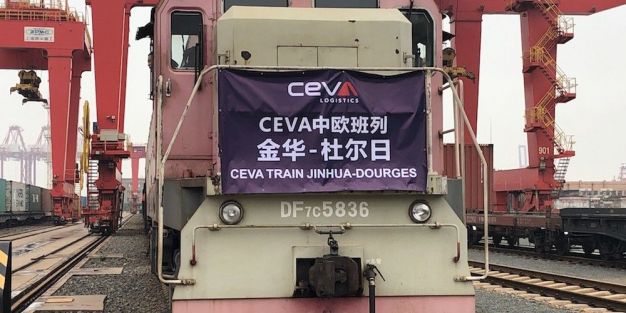 CEVA
LOGISTICS
CEVA中欧班列
金华-杜尔日
CEVA TRAIN JINHUA-DOURGES
DF7C5836
901